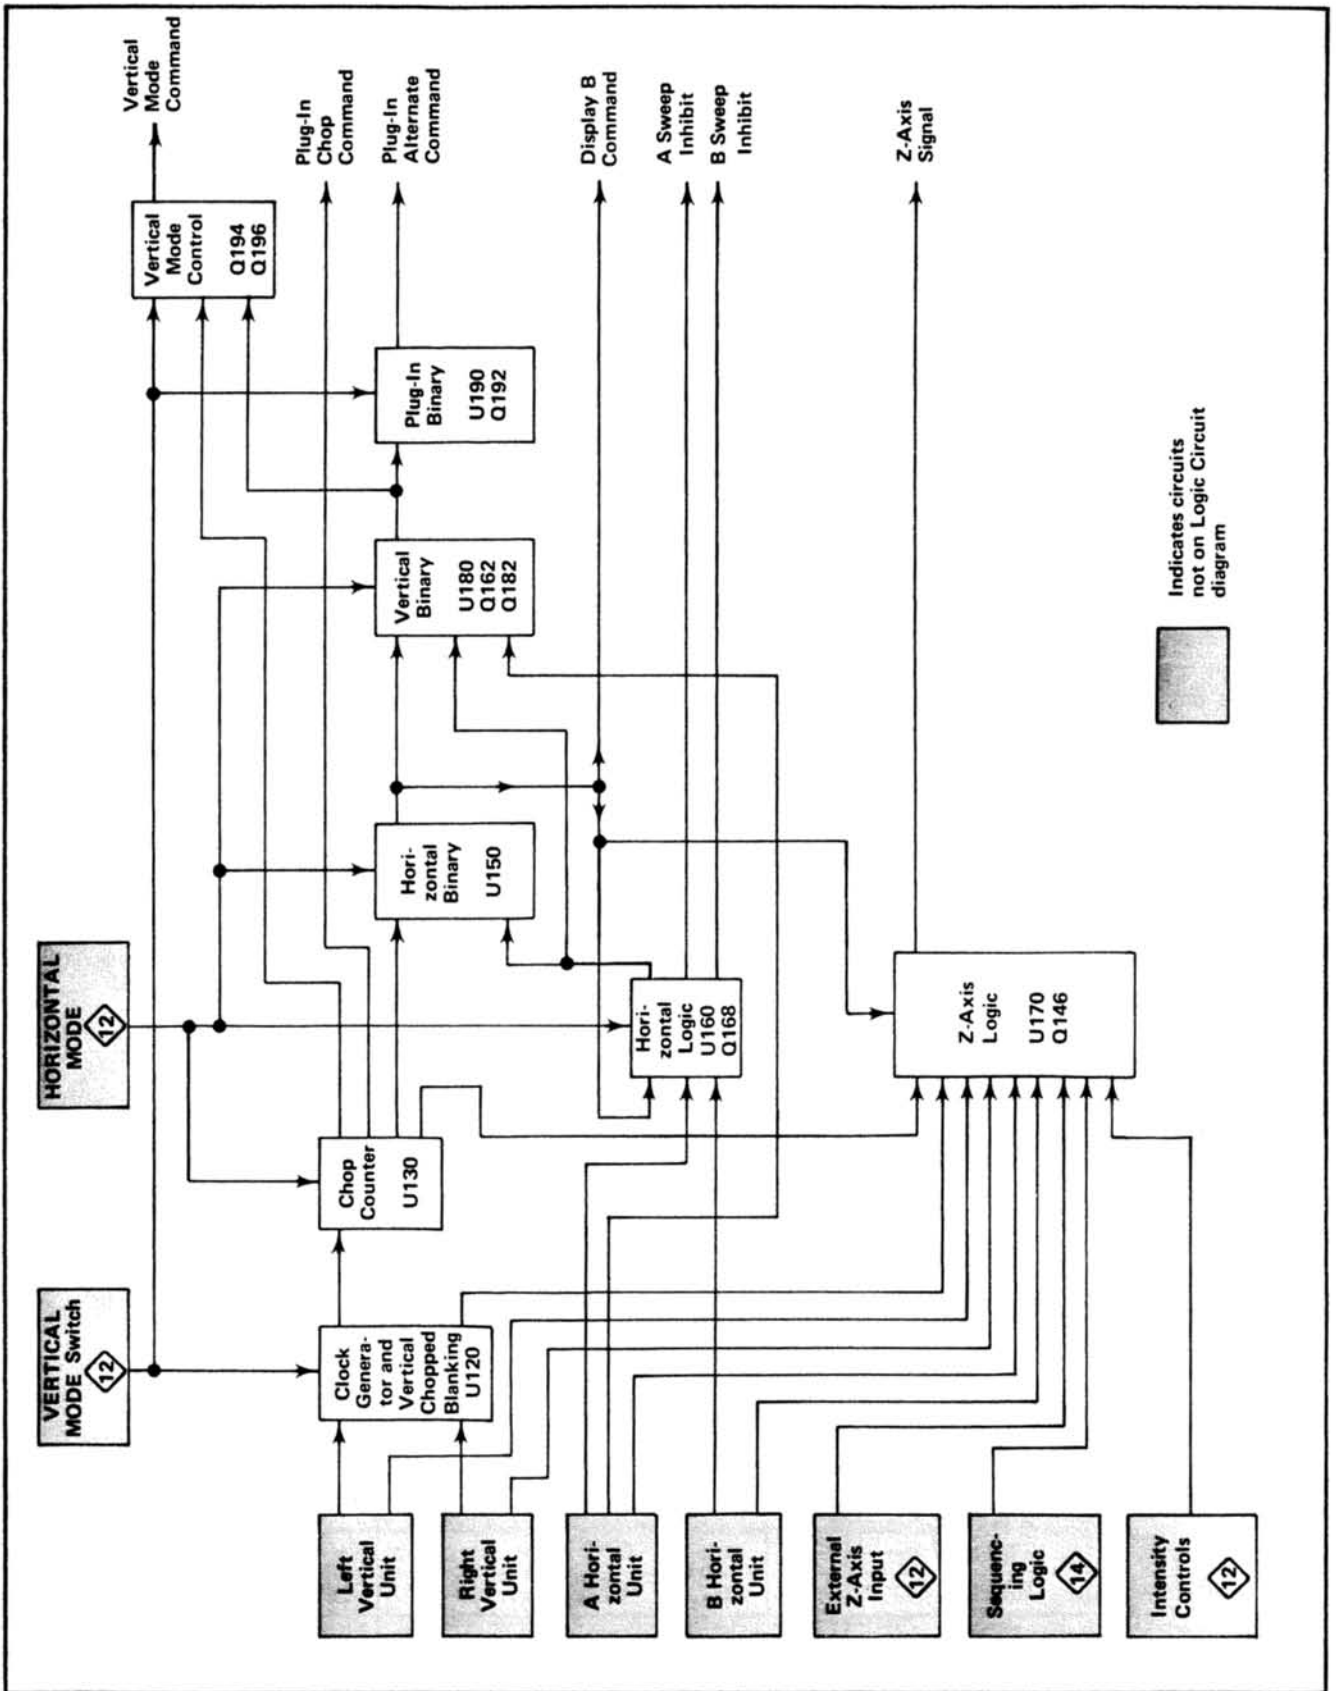 VERTICAL
MODE Switch
12
HORIZONTAL
MODE
12
Left
Vertical
Unit
Right
Vertical
Unit
A Hori-
zontal
Unit
B Hori-
zontal
Unit
External
Z-Axis
Input
12
Sequenc-
ing
Logic
14
Intensity
Controls
12
Clock
Genera-
tor and
Vertical
Chopped
Blanking
U120
Chop
Counter
U130
Hori-
zontal
Binary
U150
Hori-
zontal
Logic
U160
Q168
Z-Axis
Logic
U170
Q146
Vertical
Binary
U180
Q162
Q182
Plug-In
Binary
U190
Q192
Vertical
Mode
Control
Q194
Q196
Vertical
Mode
Command
Plug-In
Chop
Command
Plug-In
Alternate
Command
Display B
Command
A Sweep
Inhibit
B Sweep
Inhibit
Z-Axis
Signal
Indicates circuits
not on Logic Circuit
diagram